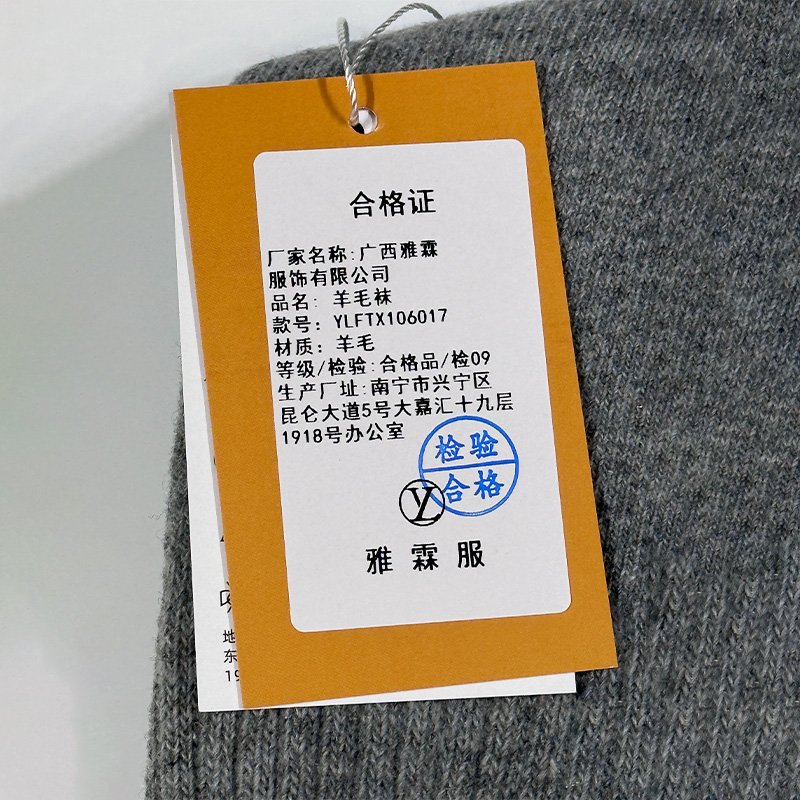 合格证
厂家名称:广西雅霖
服饰有限公司
品名: 羊毛袜
款号: YLFTX106017
材质: 羊毛
等级/检验:合格品/检09
生产厂址:南宁市兴宁区
昆仑大道5号大嘉汇十九层
1918号办公室
检验
合格
YL
雅霖服
地
东
19